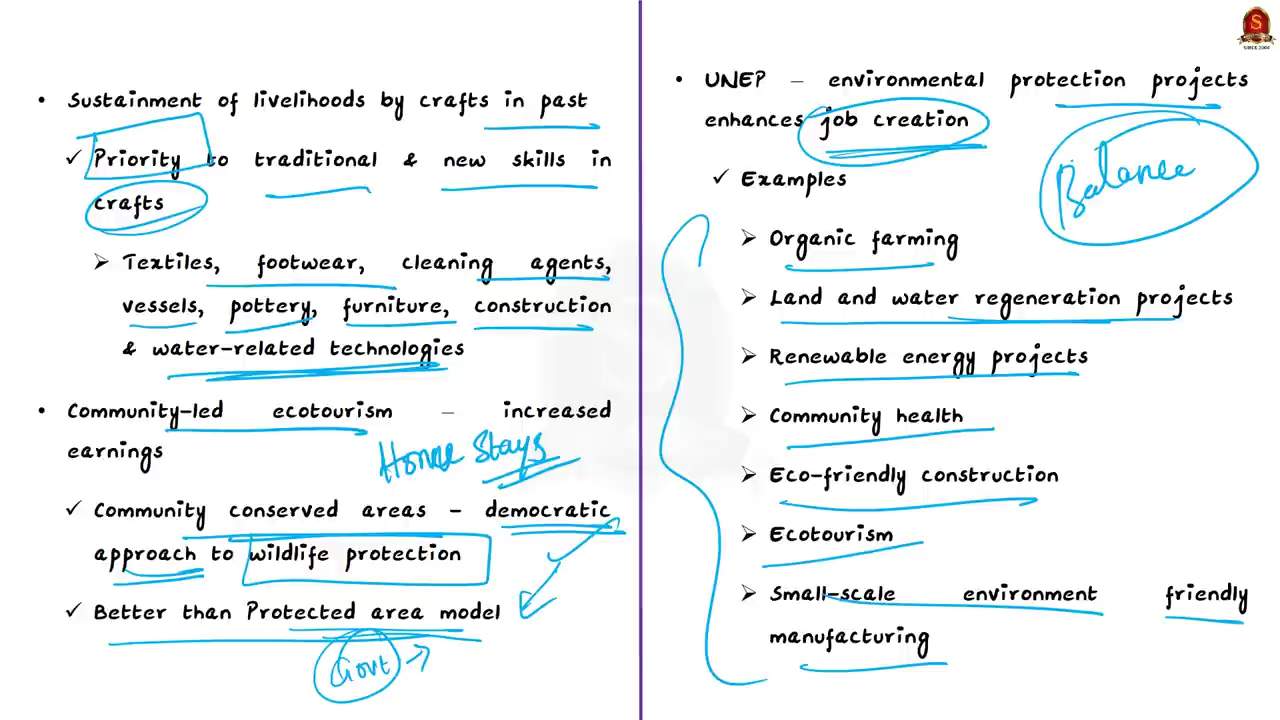 • Sustainment of livelihoods by crafts in past
✓ Priority to traditional & new skills in
crafts
➢ Textiles, footwear, cleaning agents,
vessels, pottery, furniture, construction
& water-related technologies
• Community-led ecotourism – increased
earnings
Home Stays
✓ Community conserved areas - democratic
approach to wildlife protection
✓ Better than Protected area model
Govt →
• UNEP – environmental protection projects
enhances job creation
Balance
✓ Examples
➢ Organic farming
➢ Land and water regeneration projects
➢ Renewable energy projects
➢ Community health
➢ Eco-friendly construction
➢ Ecotourism
➢ Small-scale environment friendly
manufacturing
S
SINCE 2004